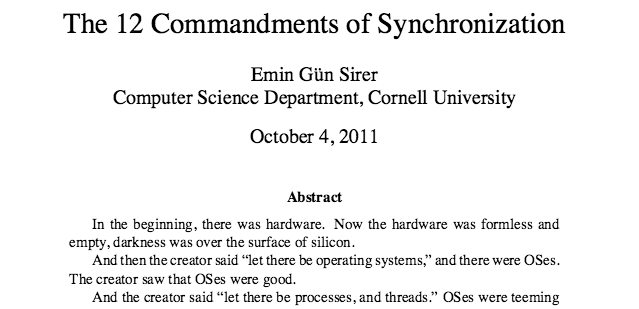 The 12 Commandments of Synchronization
Emin Gün Sirer
Computer Science Department, Cornell University
October 4, 2011
Abstract
In the beginning, there was hardware. Now the hardware was formless and
empty, darkness was over the surface of silicon.
And then the creator said “let there be operating systems,” and there were OSes.
The creator saw that OSes were good.
And the creator said “let there be processes, and threads.” OSes were teeming